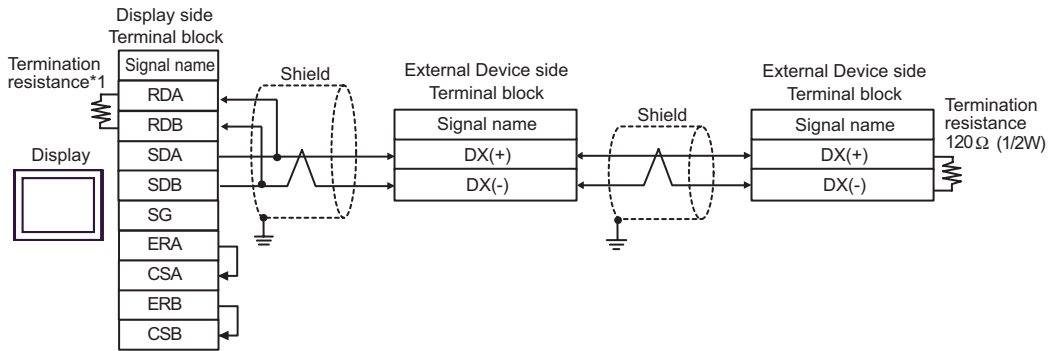 Display side
Terminal block
Termination
resistance*1
Signal name
RDA
RDB
SDA
SDB
SG
ERA
CSA
ERB
CSB
Display
Shield
External Device side
Terminal block
Signal name
DX(+)
DX(-)
Shield
External Device side
Terminal block
Signal name
DX(+)
DX(-)
Termination
resistance
120Ω (1/2W)